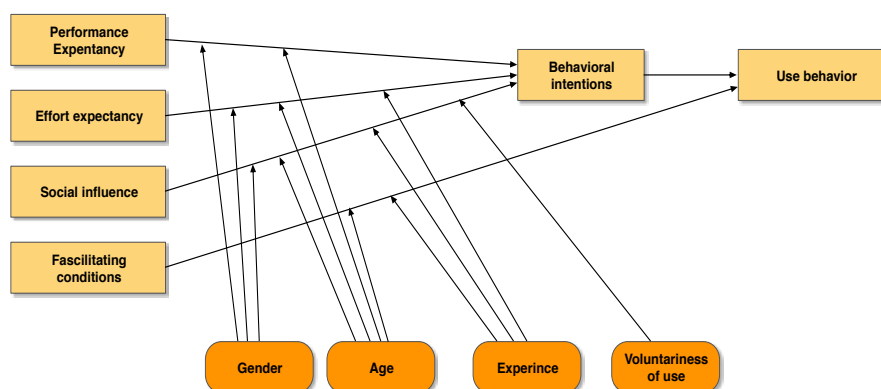 Performance
Expentancy
Effort expectancy
Social influence
Fascilitating
conditions
Behavioral
intentions
Use behavior
Gender
Age
Experince
Voluntariness
of use